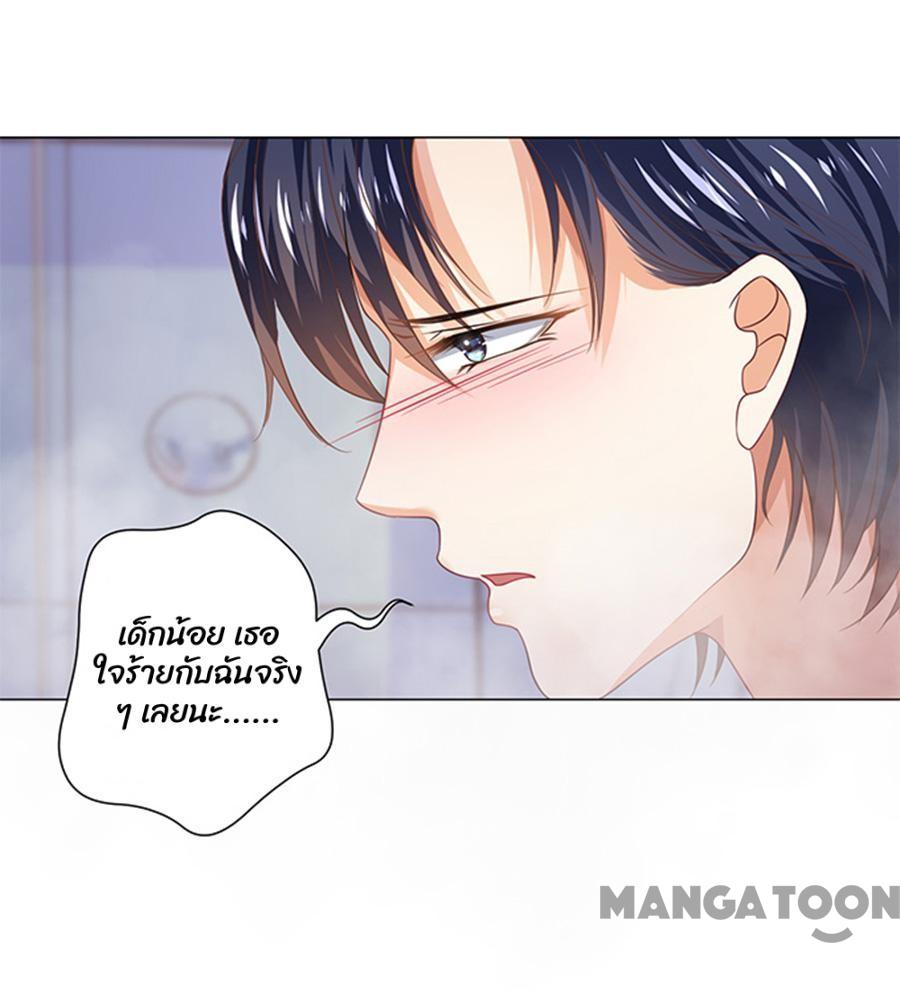 เด็กน้อย เธอ
ใจร้ายกับฉันจริง
ๆ เลยนะ......
MANGATOON